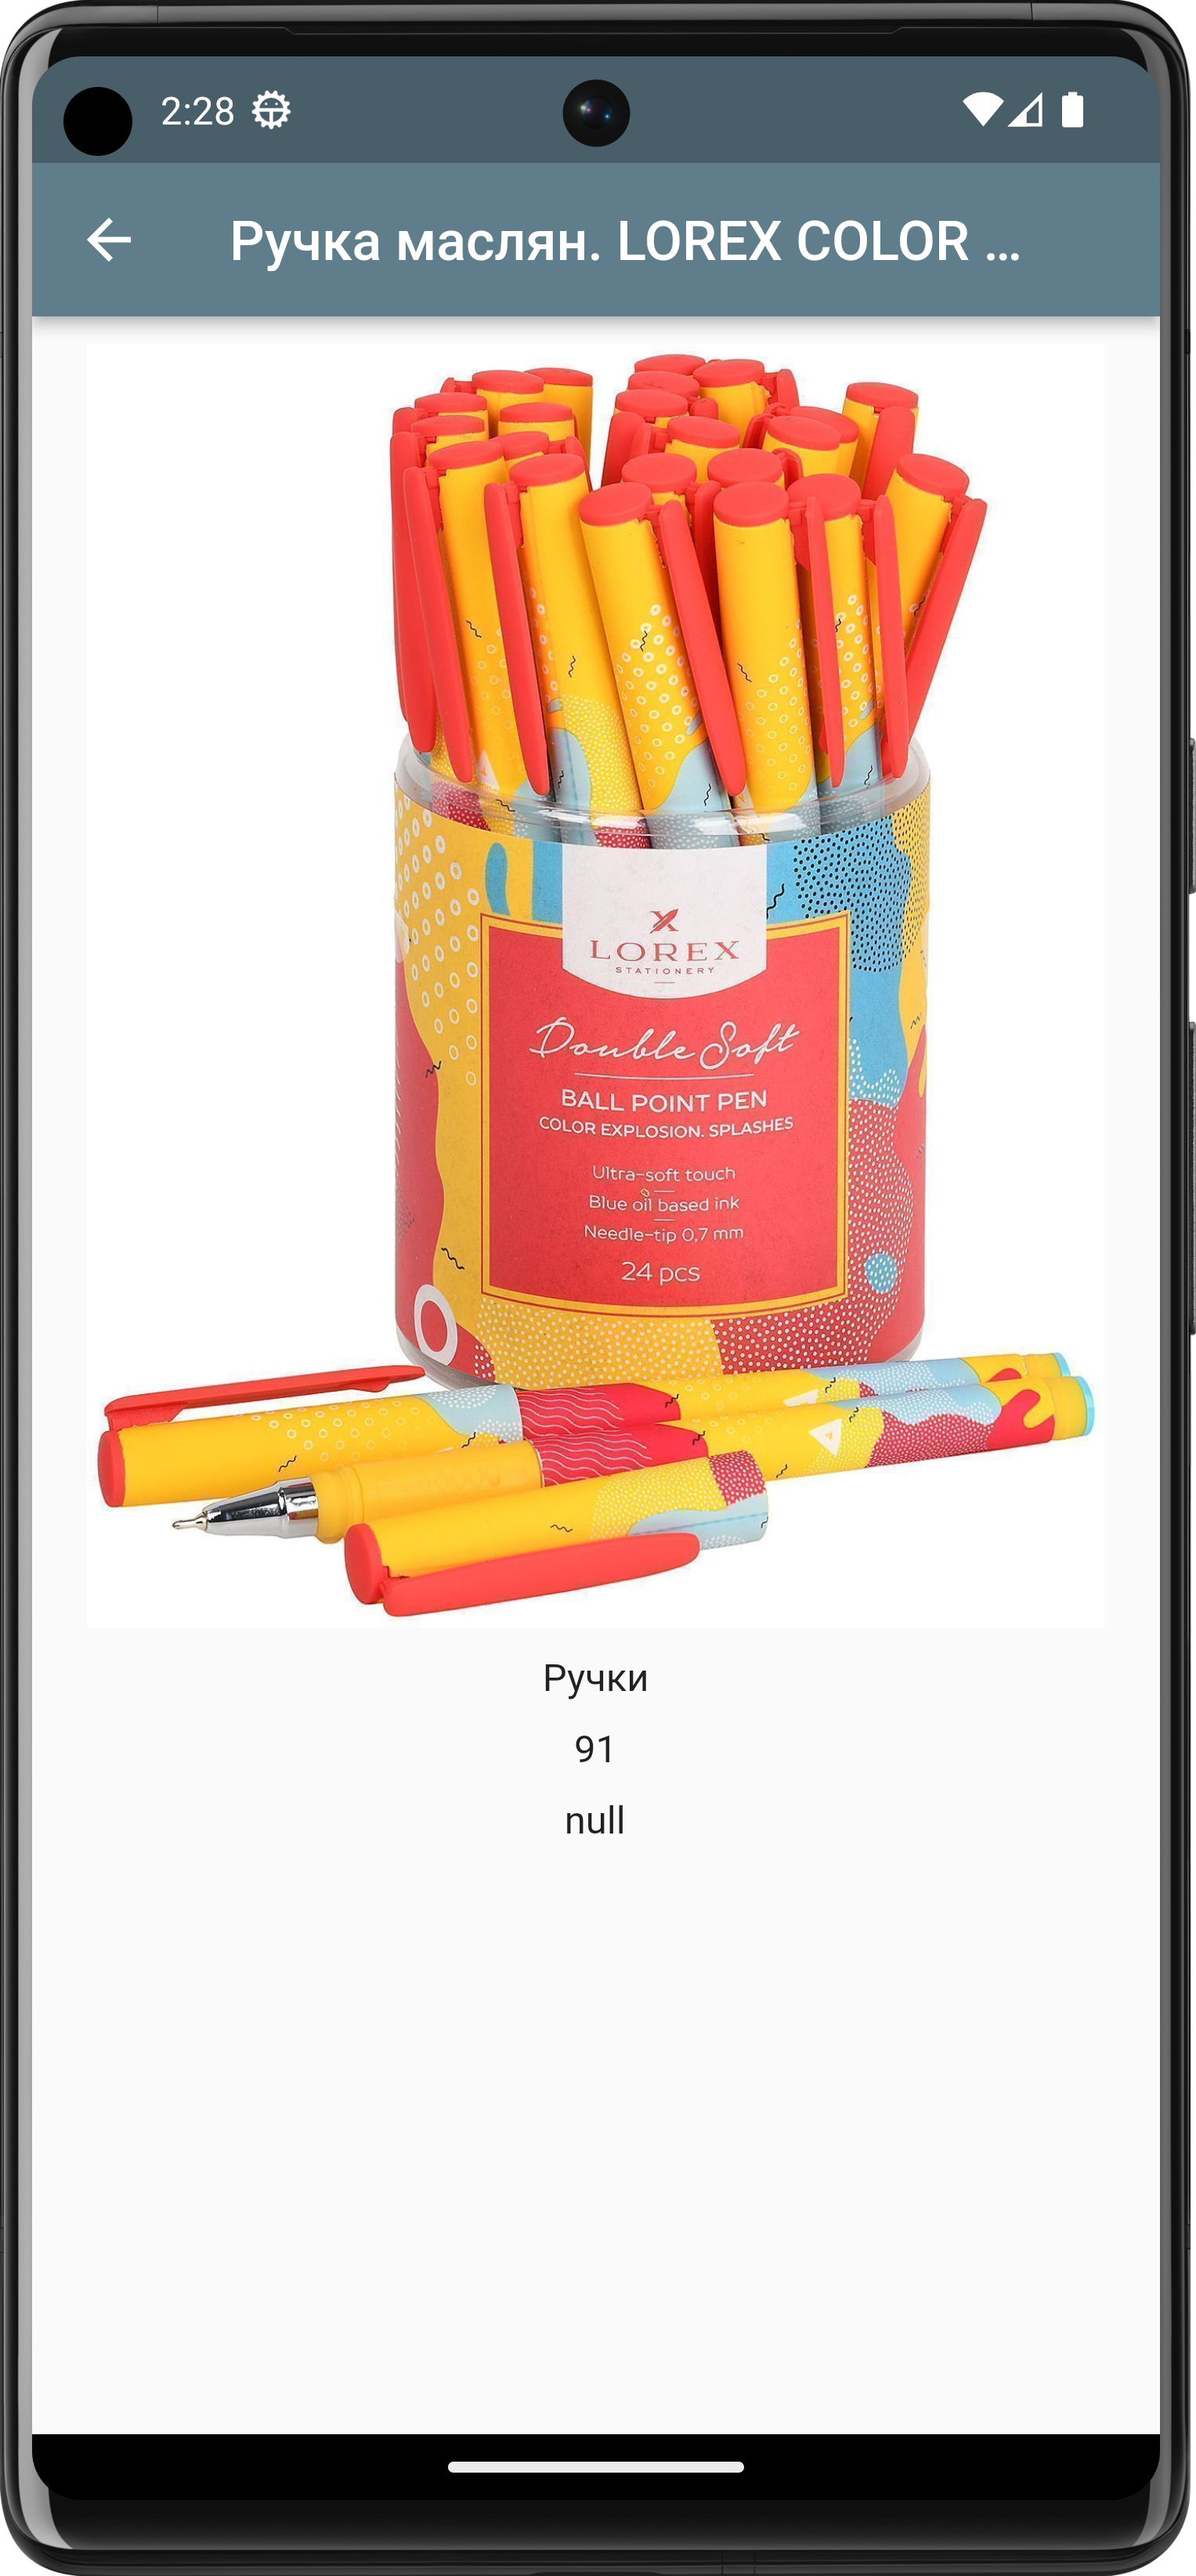 2:28
Ручка маслян. LOREX COLOR ...
LOREX
STATIONERY
Double Soft
BALL POINT PEN
COLOR EXPLOSION. SPLASHES
Ultra-soft touch
Blue oil based ink
Needle-tip 0,7 mm
24 pcs
Ручки
91
null